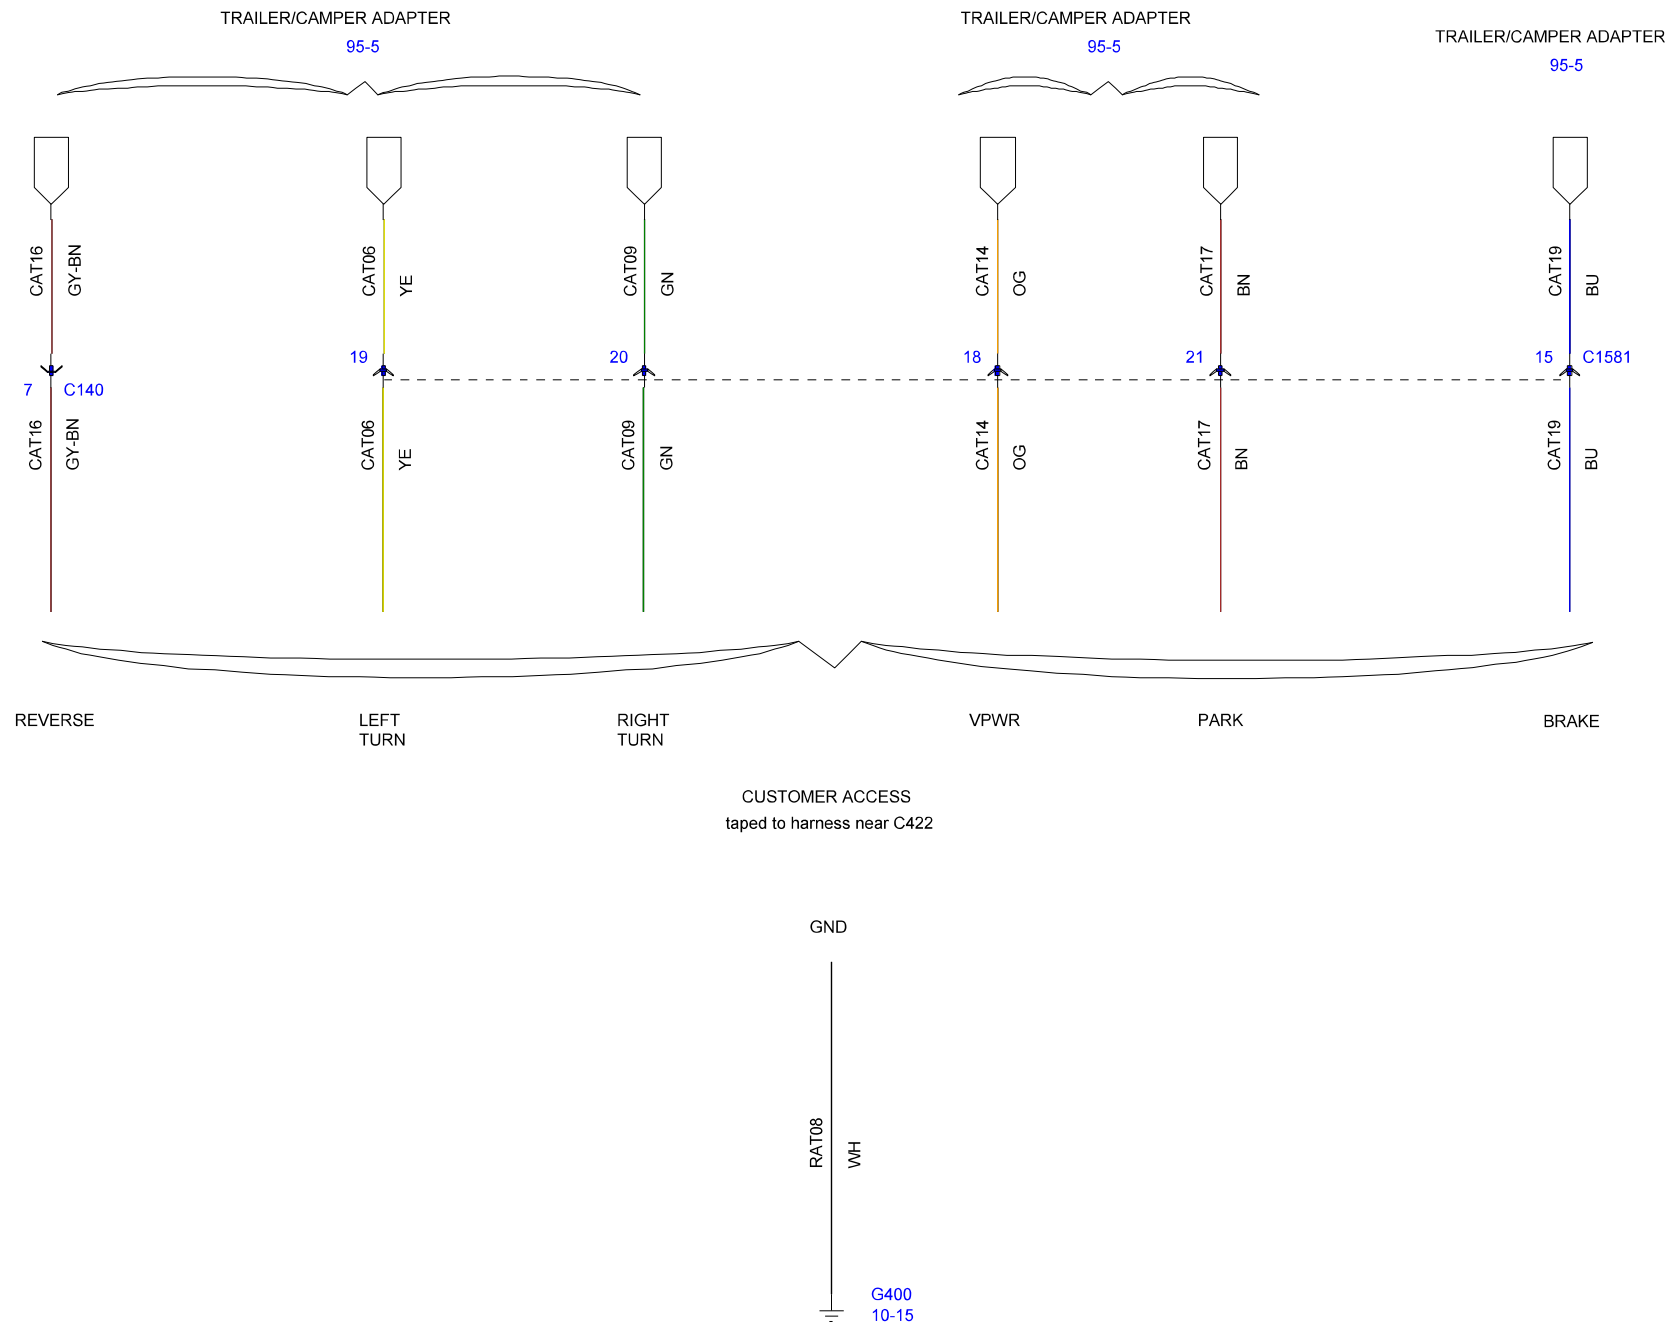 TRAILER/CAMPER ADAPTER
95-5
TRAILER/CAMPER ADAPTER
95-5
TRAILER/CAMPER ADAPTER
95-5
CAT16
GY-BN
CAT06
YE
CAT09
GN
CAT14
OG
CAT17
BN
CAT19
BU
7
C140
19
20
18
21
15
C1581
CAT16
GY-BN
CAT06
YE
CAT09
GN
CAT14
OG
CAT17
BN
CAT19
BU
REVERSE
LEFT
TURN
RIGHT
TURN
VPWR
PARK
BRAKE
CUSTOMER ACCESS
taped to harness near C422
GND
RAT08
WH
G400
10-15